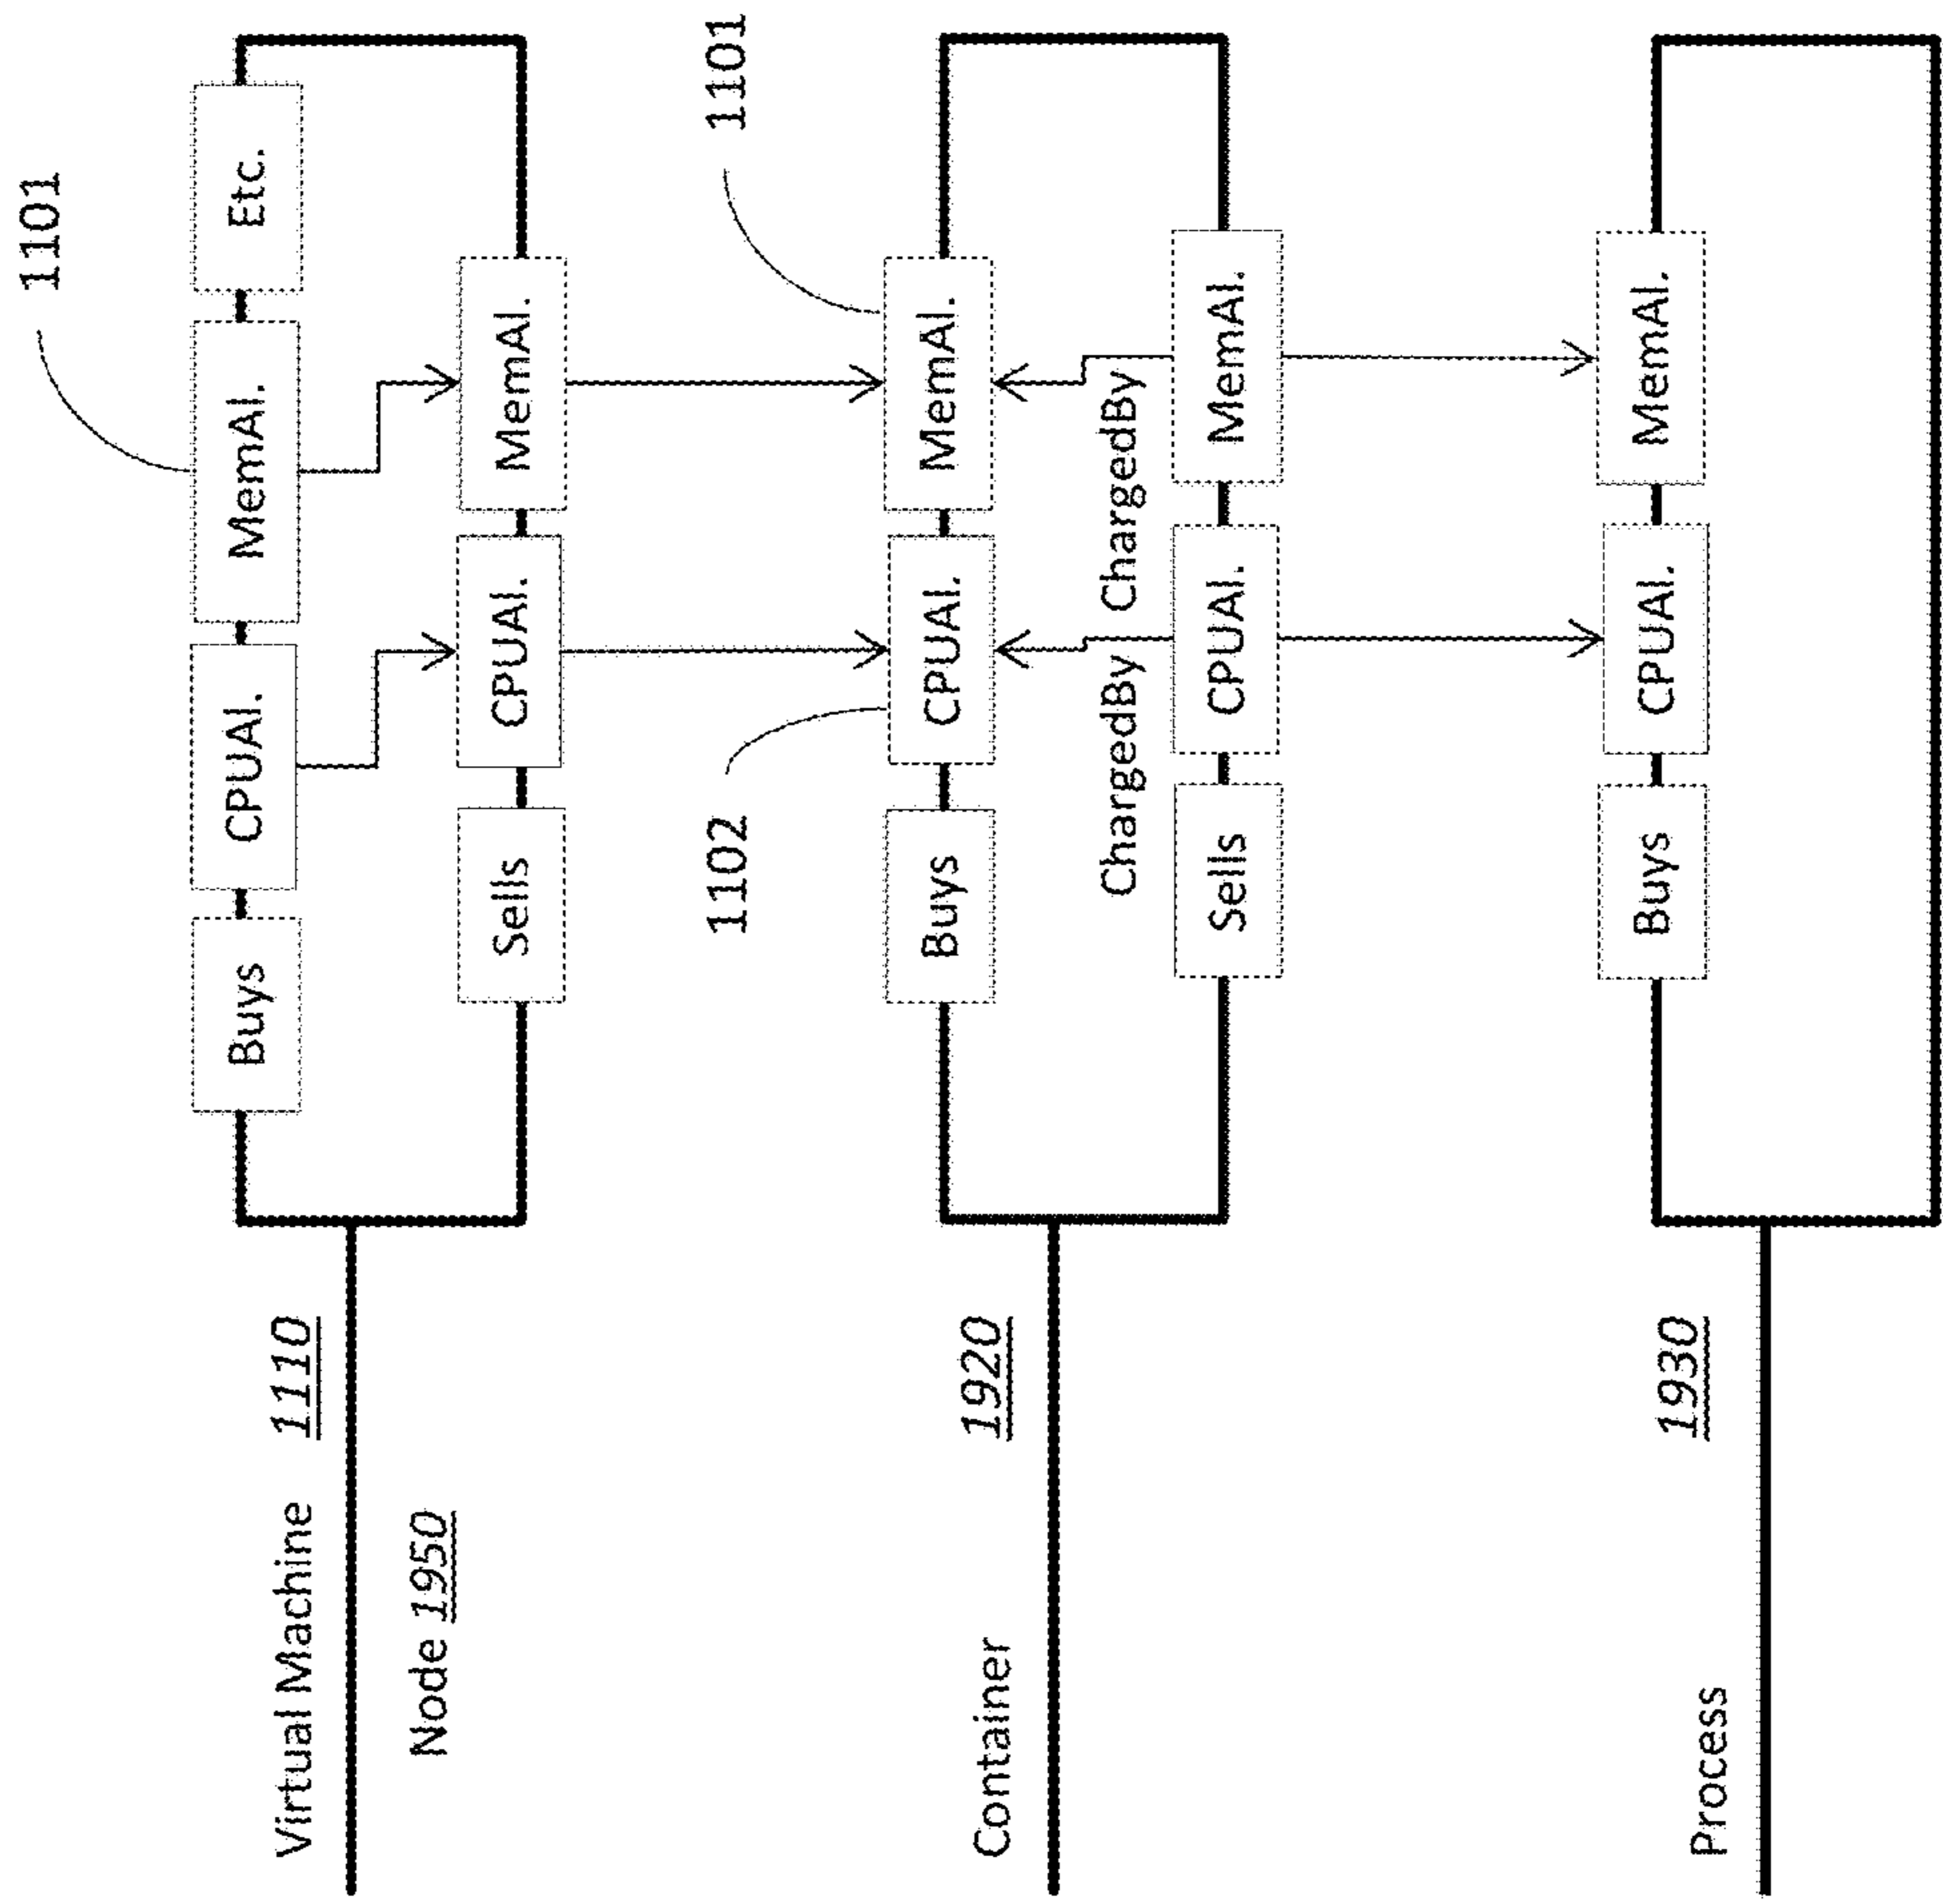 1101
Buys
CPUAl.
MemAl.
Etc.
Virtual Machine 1110
Node 1950
Sells
CPUAl.
MemAl.
1102
1101
Buys
CPUAl.
MemAl.
Container 1920
ChargedBy ChargedBy
Sells
CPUAl.
MemAl.
Buys
CPUAl.
MemAl.
Process 1930